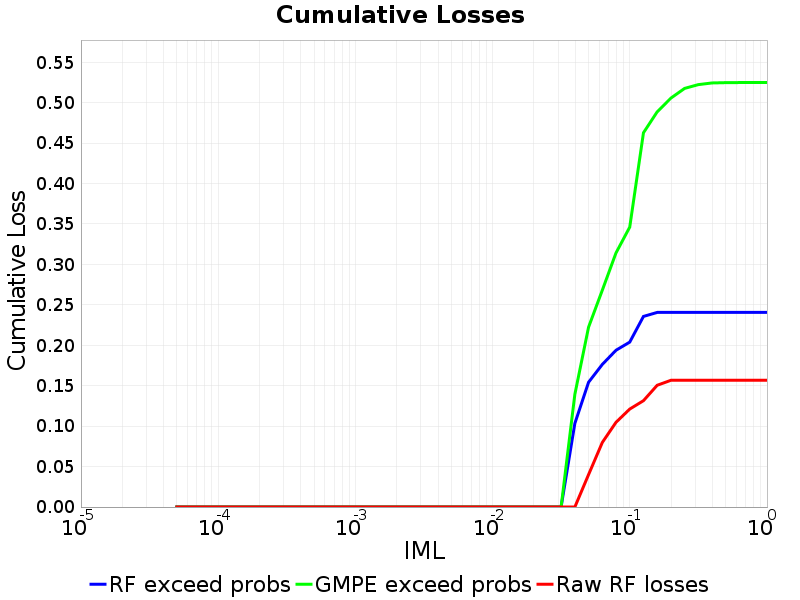 Cumulative Losses
Cumulative Loss
0.55
0.50
0.45
0.40
0.35
0.30
0.25
0.20
0.15
0.10
0.05
0.00
10^-5 10^-4 10^-3 10^-2 10^-1 10^0
IML
RF exceed probs GMPE exceed probs Raw RF losses